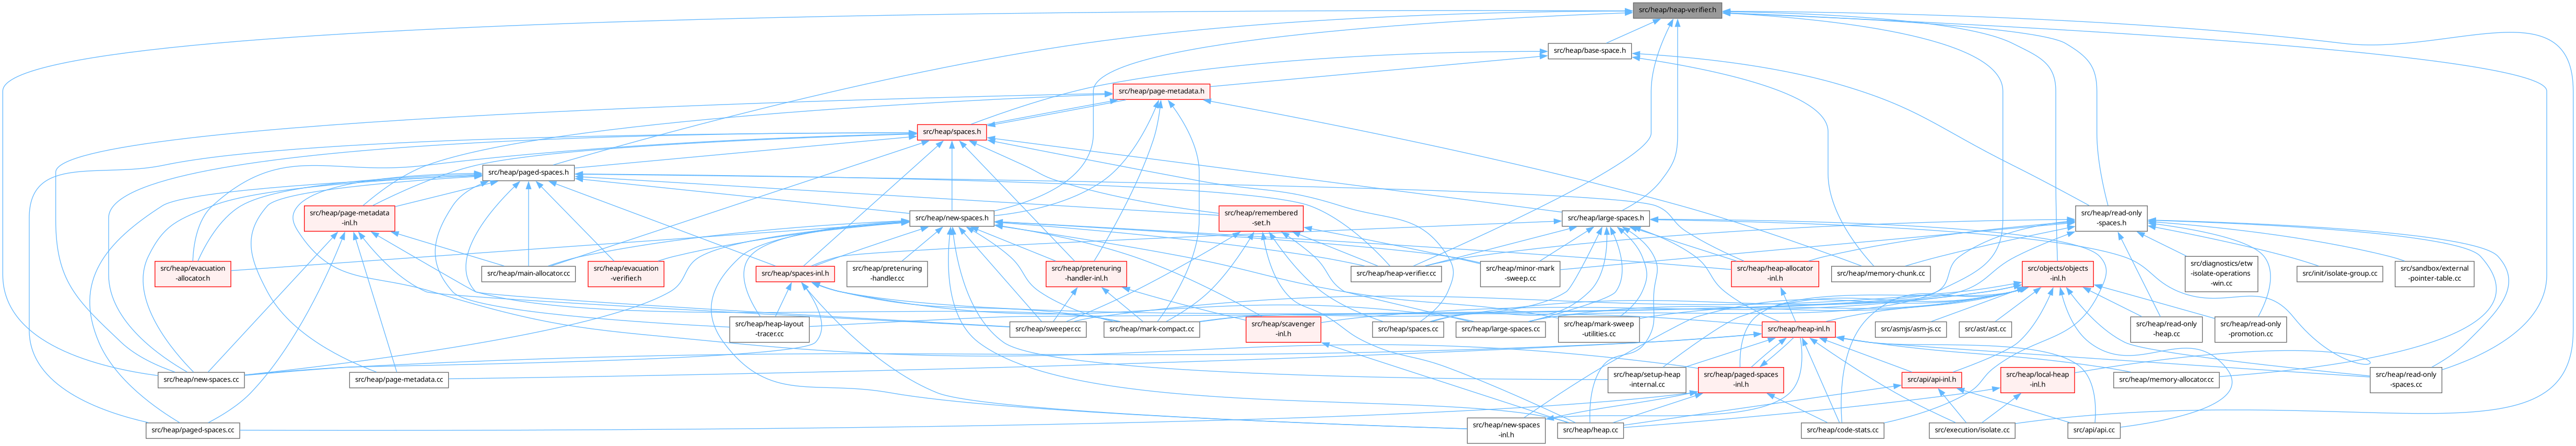 src/heap/heap-verifier.h
src/heap/base-space.h
src/heap/page-metadata.h
src/heap/spaces.h
src/heap/paged-spaces.h
src/heap/page-metadata
-inl.h
src/heap/new-spaces.h
src/heap/remembered
-set.h
src/heap/large-spaces.h
src/heap/read-only
-spaces.h
src/heap/evacuation
-allocator.h
src/heap/main-allocator.cc
src/heap/evacuation
-verifier.h
src/heap/spaces-inl.h
src/heap/pretenuring
-handler.cc
src/heap/pretenuring
-handler-inl.h
src/heap/heap-verifier.cc
src/heap/minor-mark
-sweep.cc
src/heap/heap-allocator
-inl.h
src/heap/memory-chunk.cc
src/objects/objects
-inl.h
src/diagnostics/etw
-isolate-operations
-win.cc
src/init/isolate-group.cc
src/sandbox/external
-pointer-table.cc
src/heap/heap-layout
-tracer.cc
src/heap/sweeper.cc
src/heap/mark-compact.cc
src/heap/scavenger
-inl.h
src/heap/spaces.cc
src/heap/large-spaces.cc
src/heap/mark-sweep
-utilities.cc
src/heap/heap-inl.h
src/asmjs/asm-js.cc
src/ast/ast.cc
src/heap/read-only
-heap.cc
src/heap/read-only
-promotion.cc
src/heap/new-spaces.cc
src/heap/page-metadata.cc
src/heap/setup-heap
-internal.cc
src/heap/paged-spaces
-inl.h
src/api/api-inl.h
src/heap/local-heap
-inl.h
src/heap/memory-allocator.cc
src/heap/read-only
-spaces.cc
src/heap/paged-spaces.cc
src/heap/new-spaces
-inl.h
src/heap/heap.cc
src/heap/code-stats.cc
src/execution/isolate.cc
src/api/api.cc